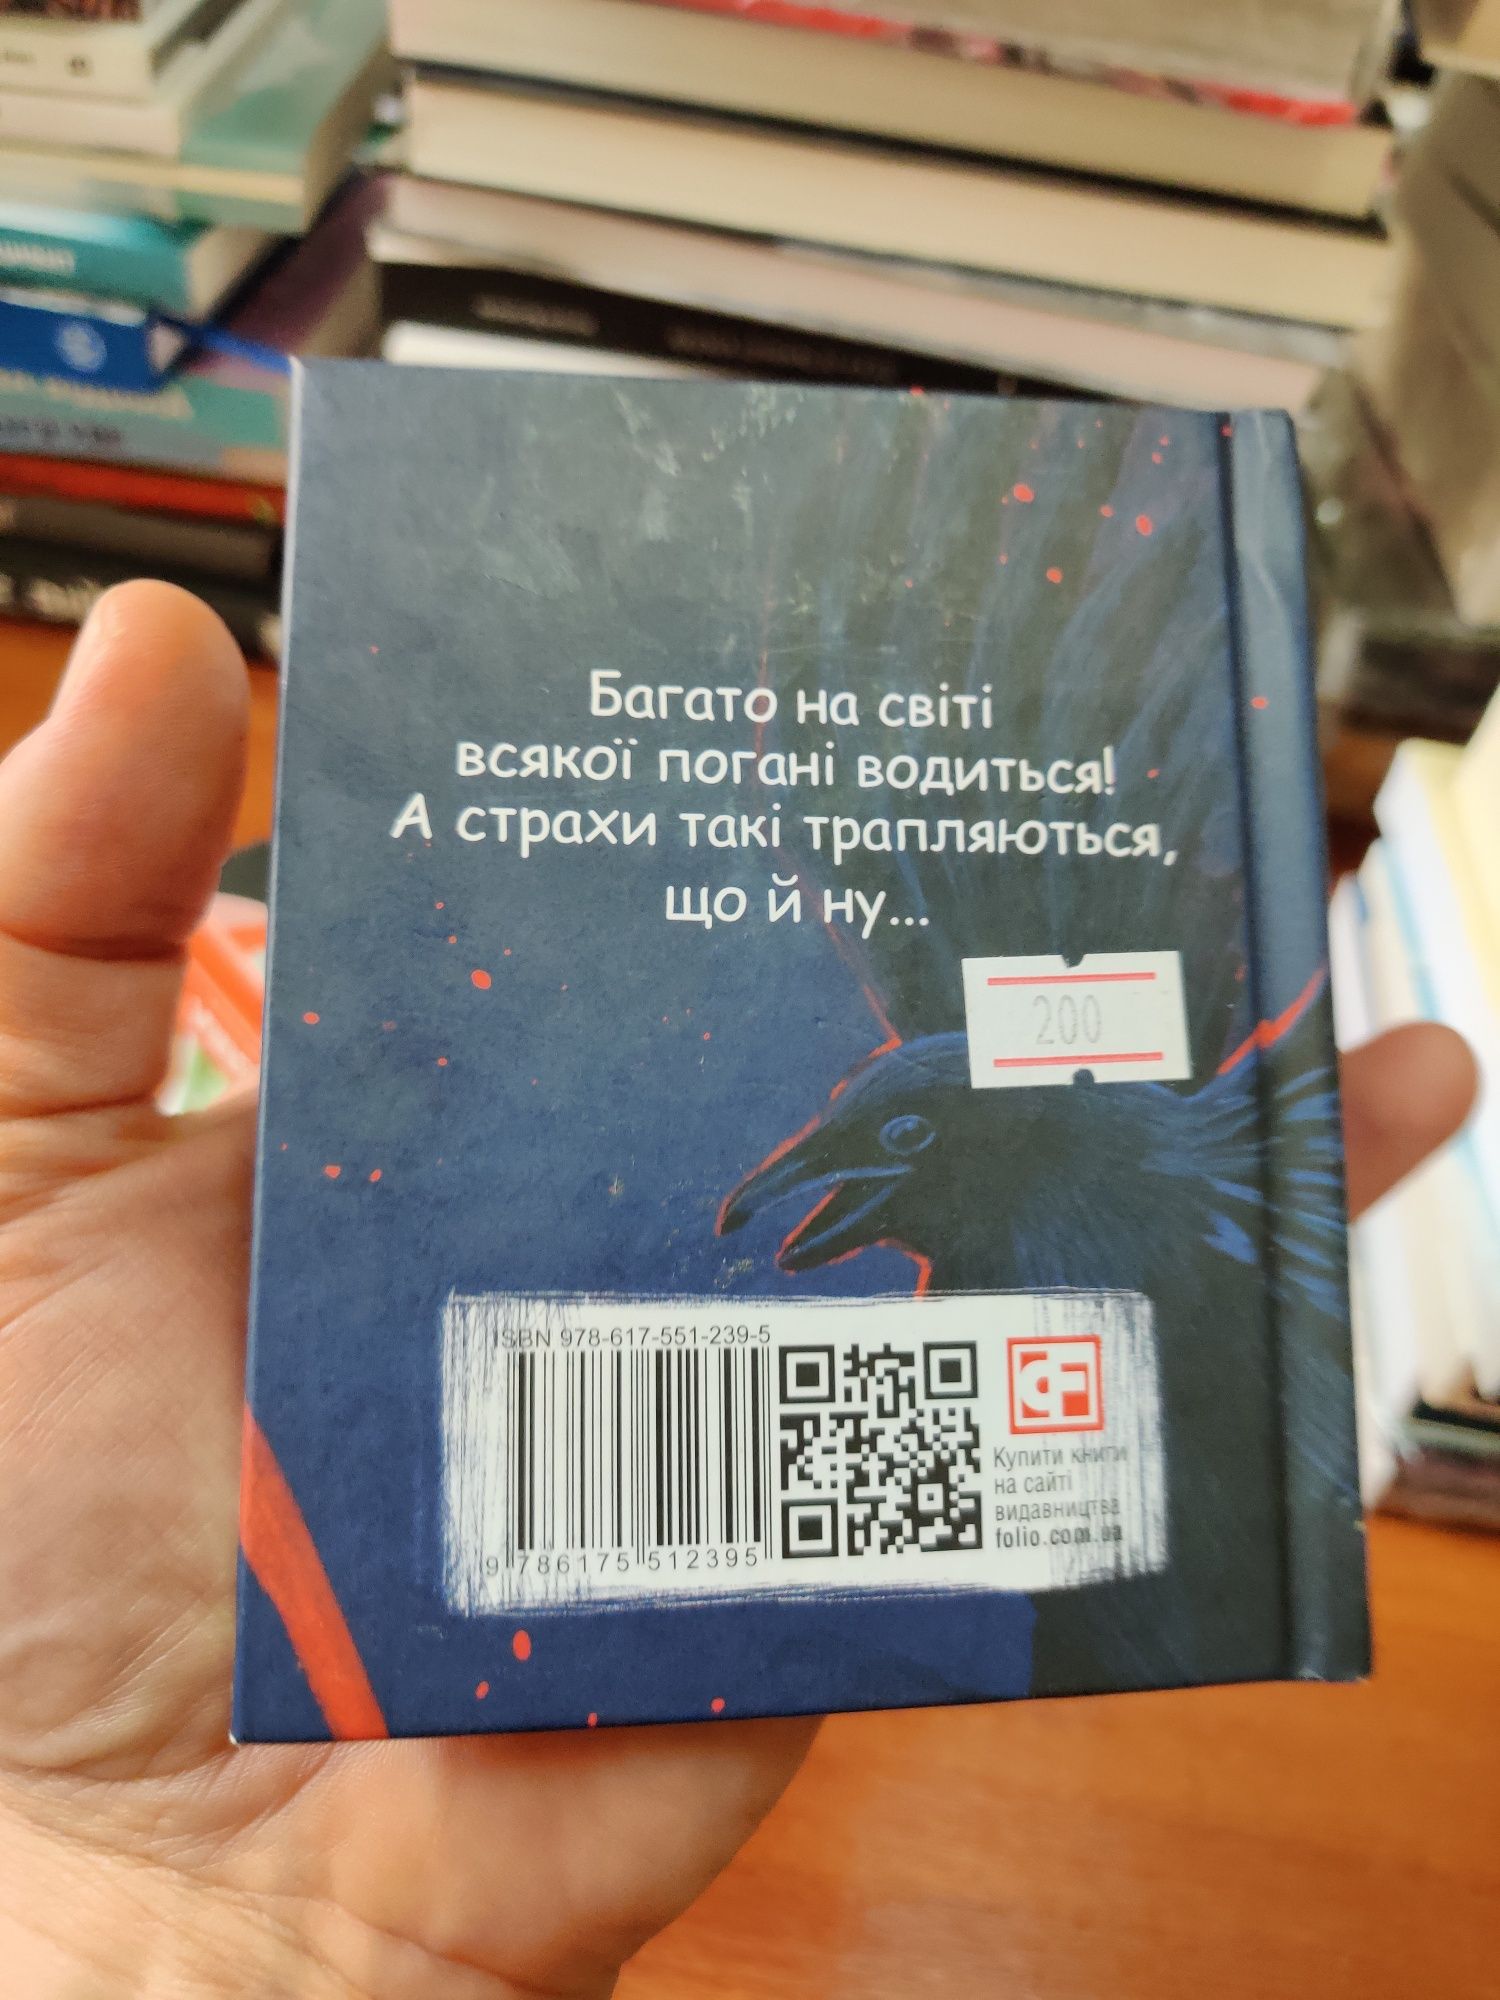 Багато на світі
всякої погані водиться!
А страхи такі трапляються,
що й ну...
200
ISBN 978-617-551-239-5
9 786175 512395
Купити книги
на сайті
видавництва
folio.com.ua